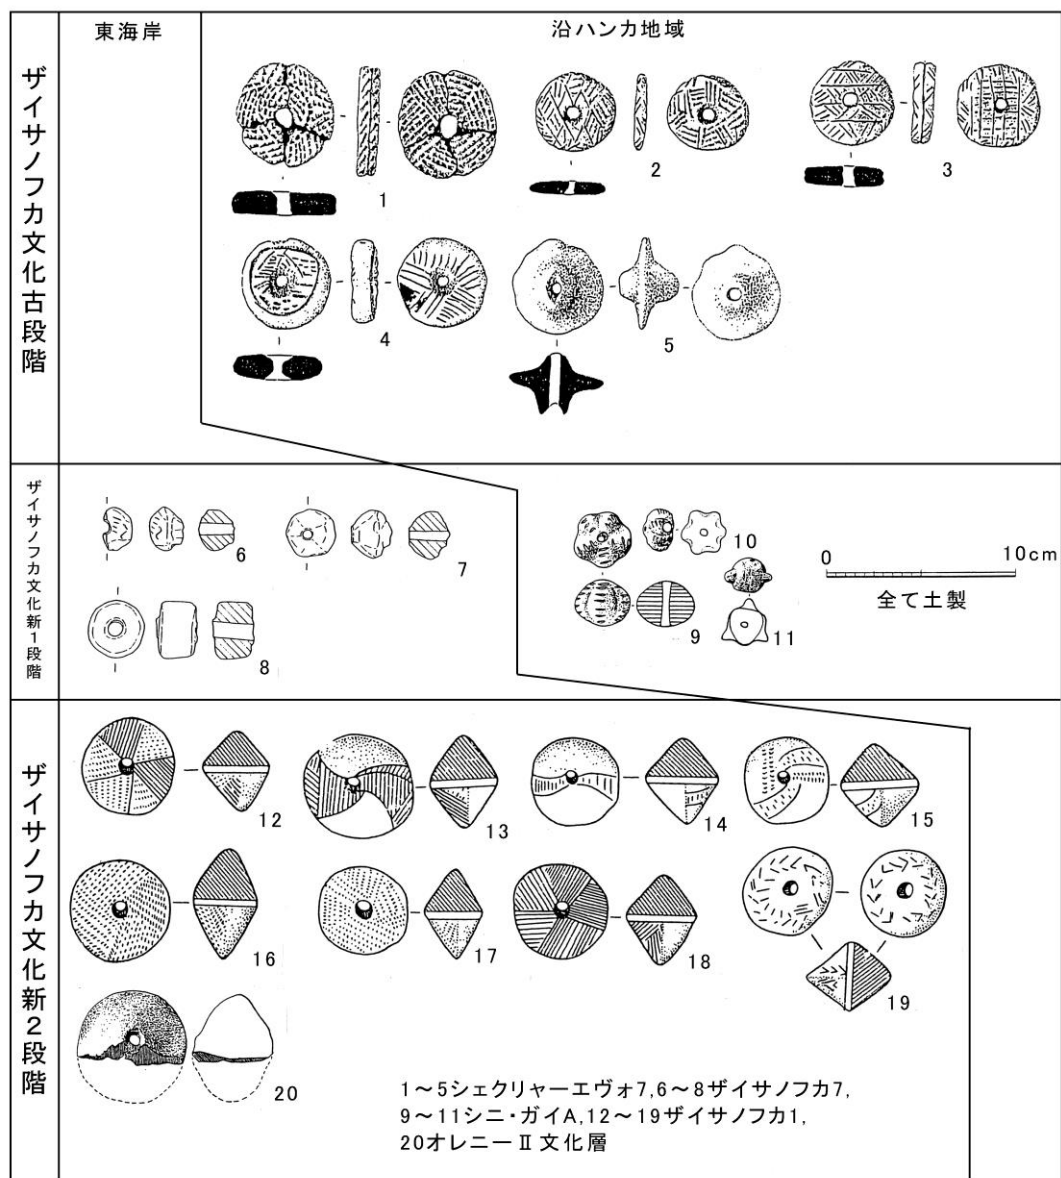 東海岸
沿ハンカ地域
ザイサノフカ文化古段階
1
2
3
4
5
ザイサノフカ文化新1段階
6
7
8
9
10
11
0 10cm
全て土製
ザイサノフカ文化新2段階
12
13
14
15
16
17
18
19
20
1～5シェクリャーエヴォ7,6～8ザイサノフカ7,
9～11シニ・ガイA,12～19ザイサノフカ1,
20オレニーⅡ文化層